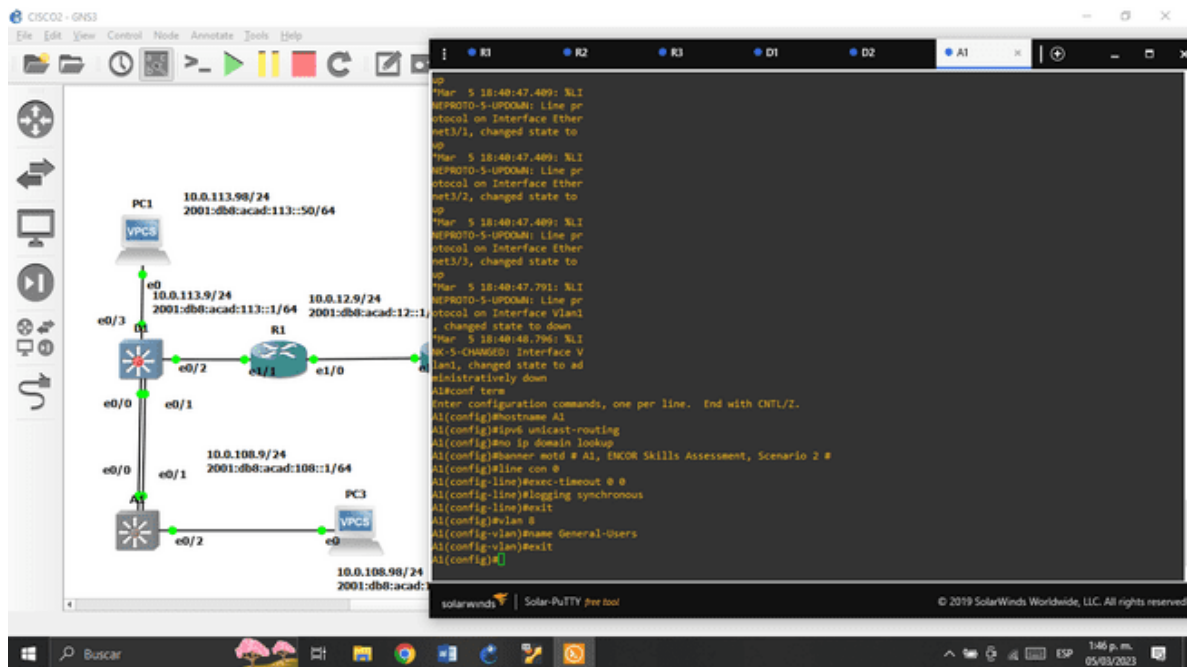 CISCO2 - GNS3
File Edit View Control Node Annotate Tools Help
R1 R2 R3 D1 D2 A1
PC1
10.0.113.98/24
2001:db8:acad:113::50/64
VPCS
e0
10.0.113.9/24
2001:db8:acad:113::1/64
10.0.12.9/24
2001:db8:acad:12::1/
e0/3
D1
R1
e0/2
e1/1
e1/0
e0/0
e0/1
10.0.108.9/24
2001:db8:acad:108::1/64
e0/0
e0/1
PC3
A1
VPCS
e0/2
e0
10.0.108.98/24
2001:db8:acad:1
up
*Mar 5 18:40:47.409: %LI
NEPROTO-5-UPDOWN: Line pr
otocol on Interface Ether
net3/1, changed state to
up
*Mar 5 18:40:47.409: %LI
NEPROTO-5-UPDOWN: Line pr
otocol on Interface Ether
net3/2, changed state to
up
*Mar 5 18:40:47.409: %LI
NEPROTO-5-UPDOWN: Line pr
otocol on Interface Ether
net3/3, changed state to
up
*Mar 5 18:40:47.791: %LI
NEPROTO-5-UPDOWN: Line pr
otocol on Interface Vlan1
, changed state to down
*Mar 5 18:40:48.796: %LI
NK-5-CHANGED: Interface V
lan1, changed state to ad
ministratively down
A1#conf term
Enter configuration commands, one per line. End with CNTL/Z.
A1(config)#hostname A1
A1(config)#ipv6 unicast-routing
A1(config)#no ip domain lookup
A1(config)#banner motd # A1, ENCOR Skills Assessment, Scenario 2 #
A1(config)#line con 0
A1(config-line)#exec-timeout 0 0
A1(config-line)#logging synchronous
A1(config-line)#exit
A1(config)#vlan 8
A1(config-vlan)#name General-Users
A1(config-vlan)#exit
A1(config)#
solarwinds Solar-PuTTY free tool
© 2019 SolarWinds Worldwide, LLC. All rights reserved
Buscar
ESP
1:46 p. m.
05/03/2023